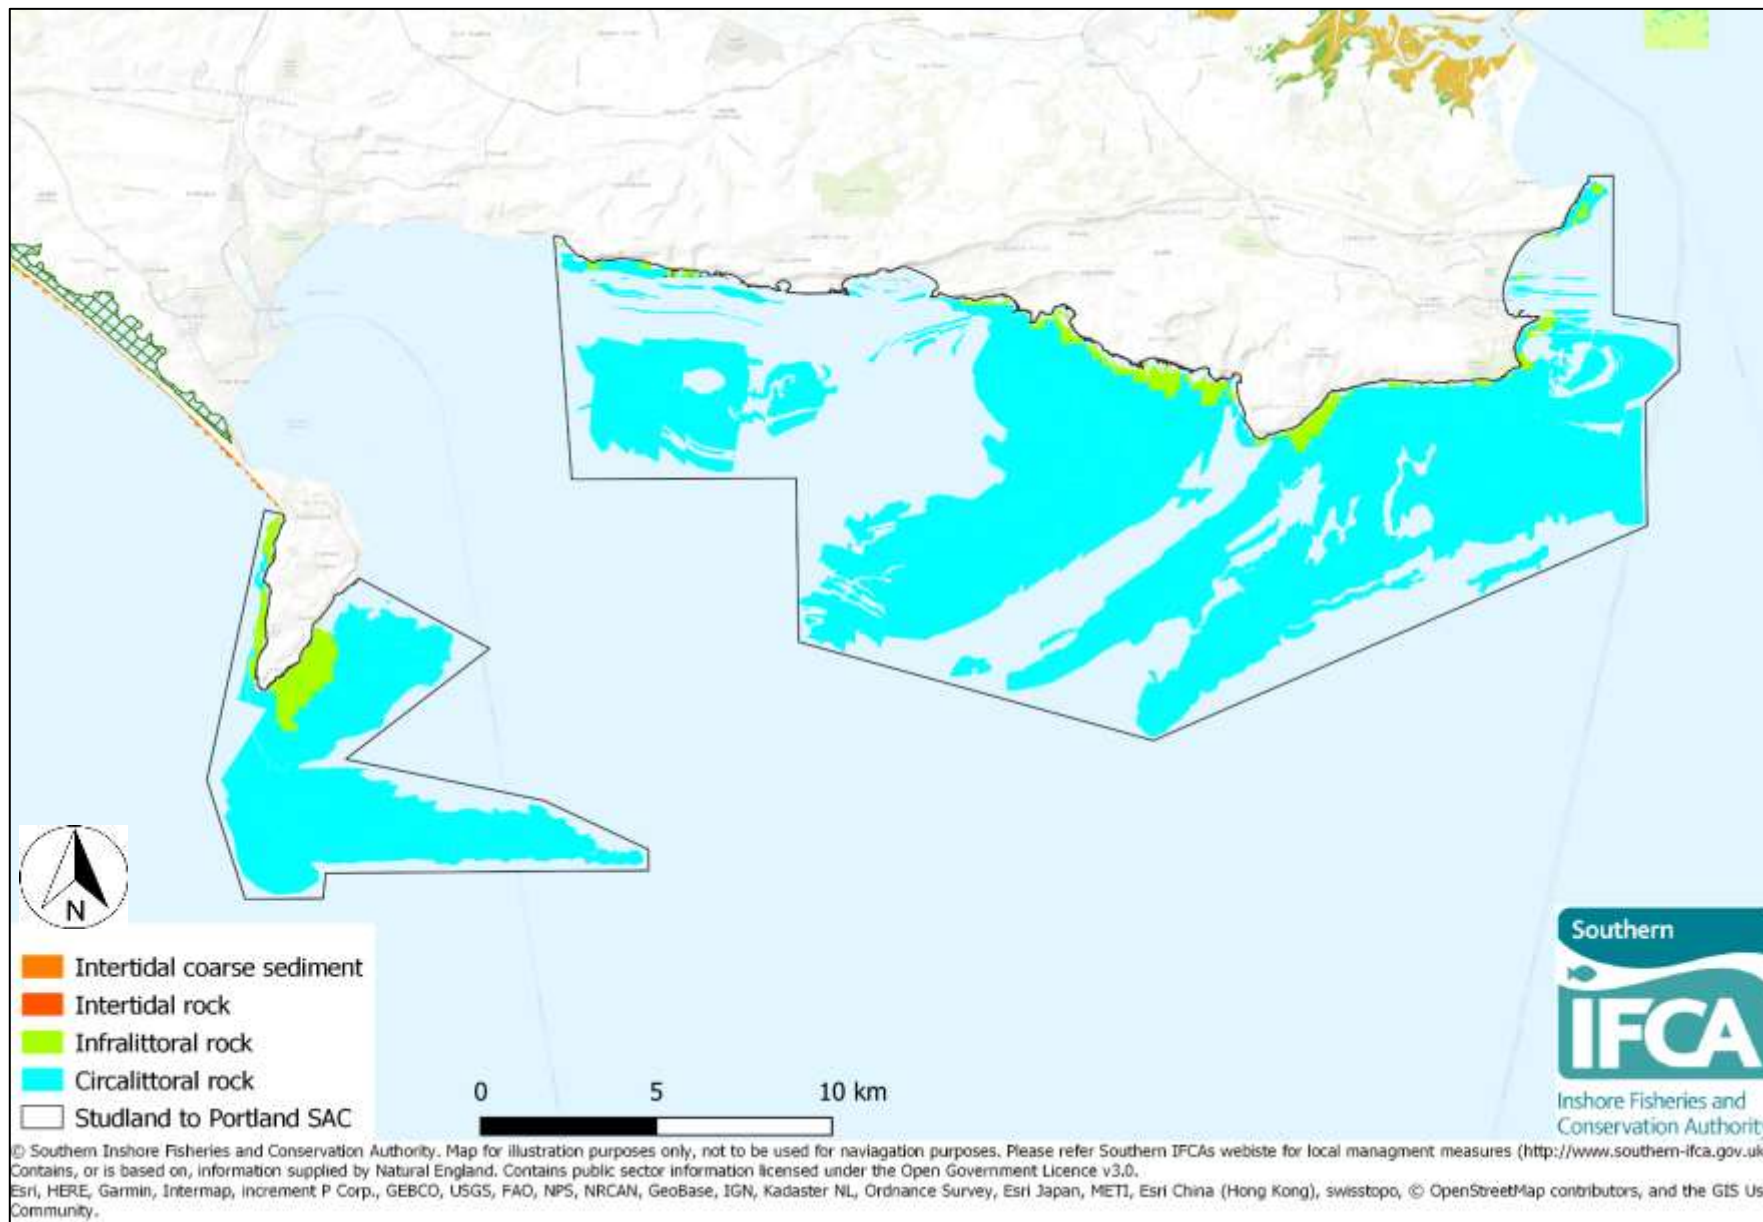 N
Intertidal coarse sediment
Intertidal rock
Infralittoral rock
Circalittoral rock
Studland to Portland SAC
0 5 10 km
Southern
IFCA
Inshore Fisheries and
Conservation Authority
© Southern Inshore Fisheries and Conservation Authority. Map for illustration purposes only, not to be used for naviagation purposes. Please refer Southern IFCAs webiste for local managment measures (http://www.southern-ifca.gov.uk
Contains, or is based on, information supplied by Natural England. Contains public sector information licensed under the Open Government Licence v3.0.
Esri, HERE, Garmin, Intermap, increment P Corp., GEBCO, USGS, FAO, NPS, NRCAN, GeoBase, IGN, Kadaster NL, Ordnance Survey, Esri Japan, METI, Esri China (Hong Kong), swisstopo, © OpenStreetMap contributors, and the GIS Us
Community.